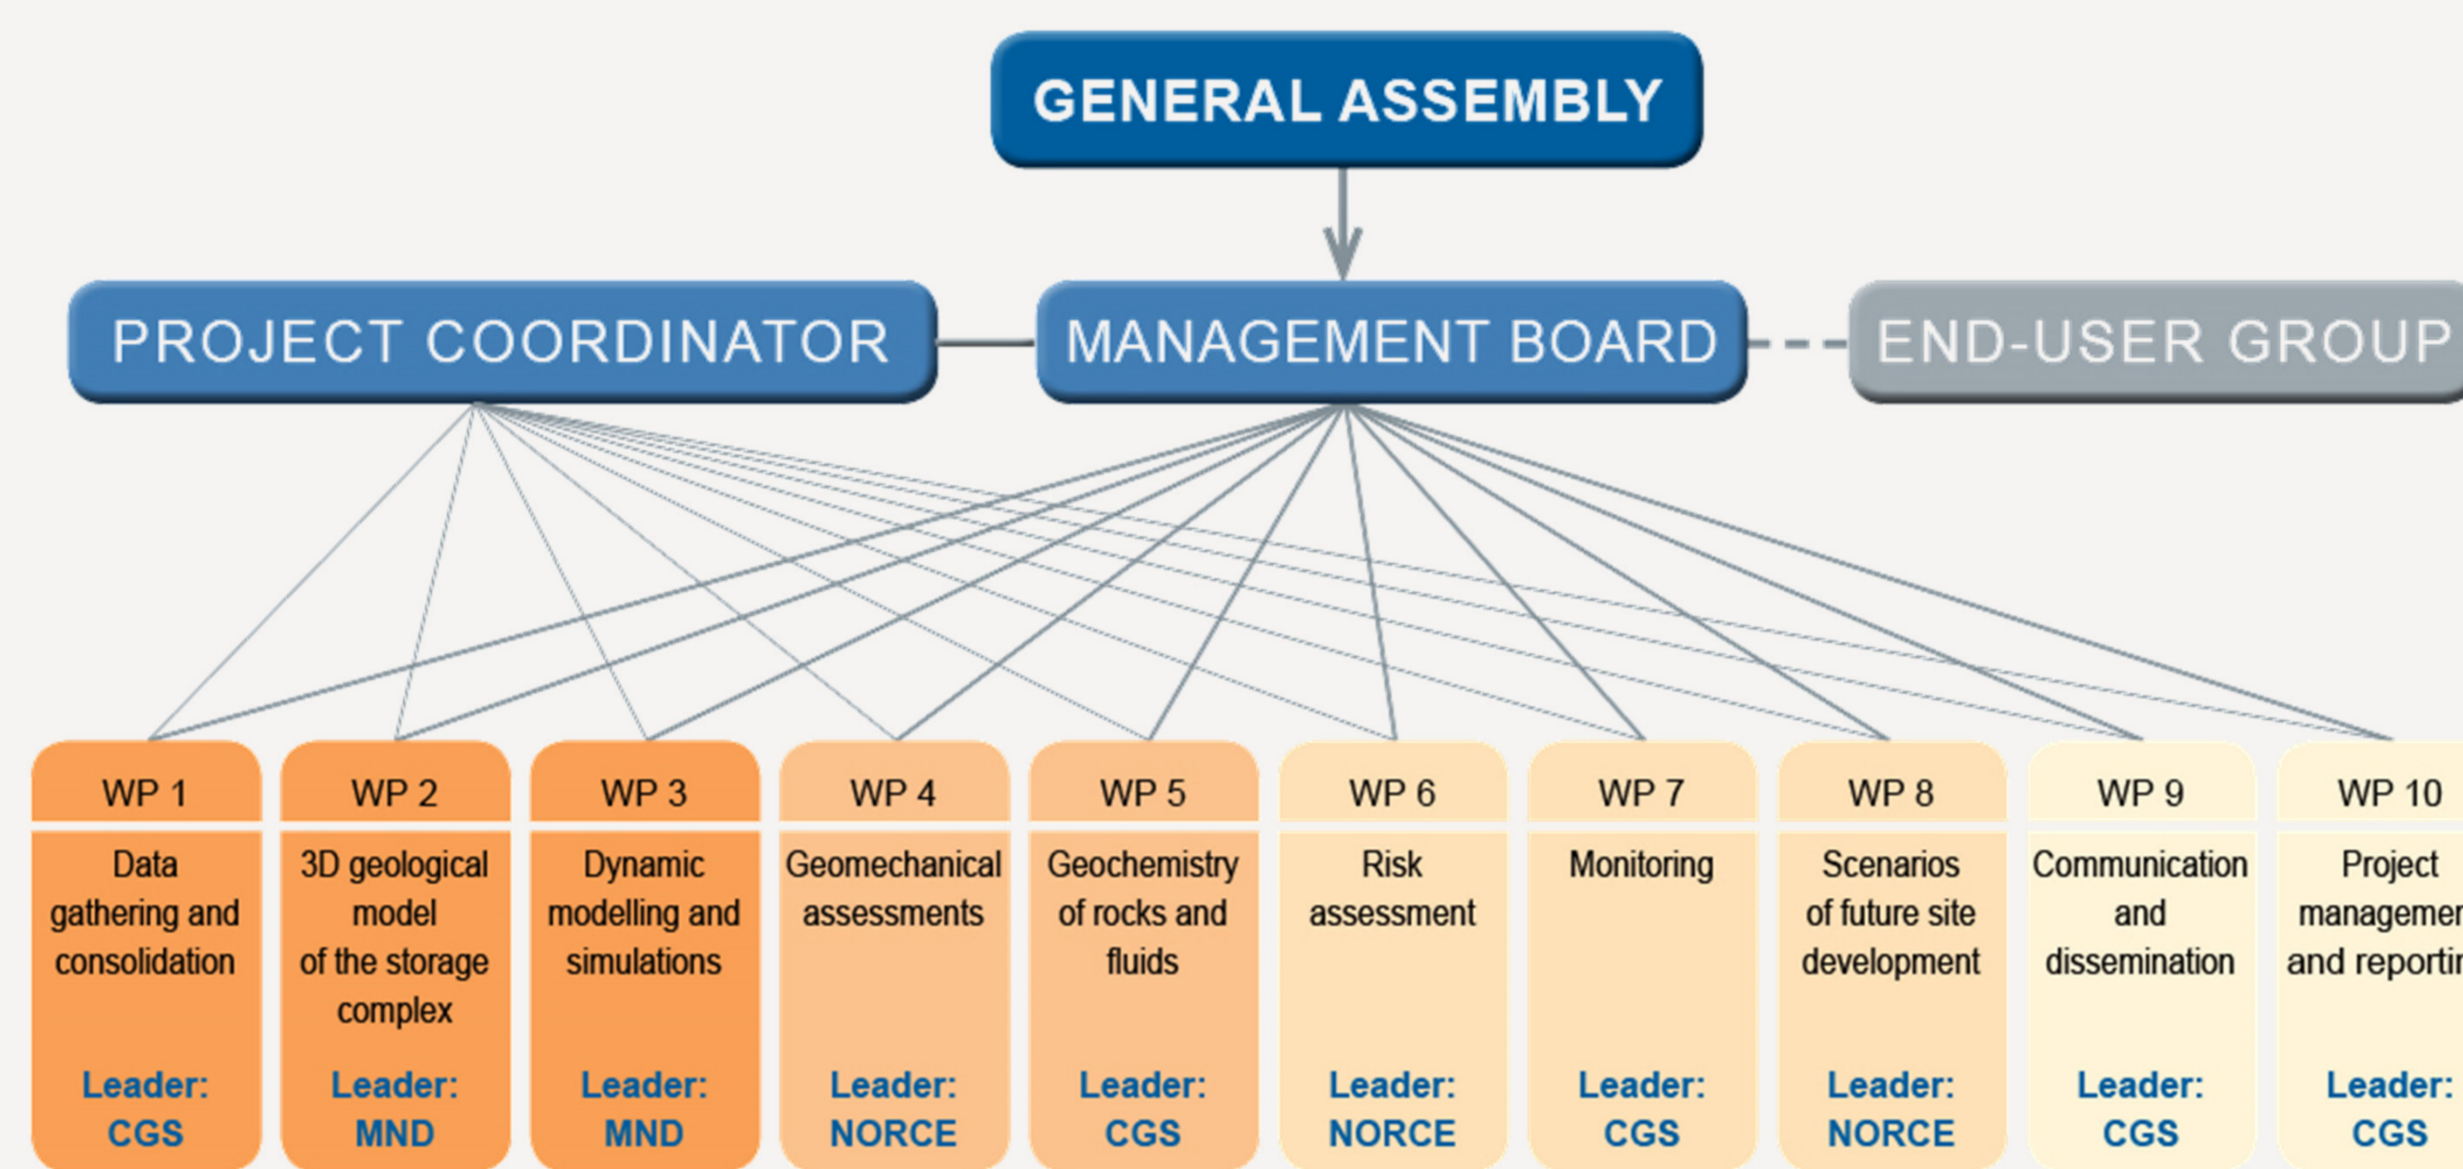 GENERAL ASSEMBLY
PROJECT COORDINATOR
MANAGEMENT BOARD
END-USER GROUP
WP 1
Data
gathering and
consolidation
Leader:
CGS
WP 2
3D geological
model
of the storage
complex
Leader:
MND
WP 3
Dynamic
modelling and
simulations
Leader:
MND
WP 4
Geomechanical
assessments
Leader:
NORCE
WP 5
Geochemistry
of rocks and
fluids
Leader:
CGS
WP 6
Risk
assessment
Leader:
NORCE
WP 7
Monitoring
Leader:
CGS
WP 8
Scenarios
of future site
development
Leader:
NORCE
WP 9
Communication
and
dissemination
Leader:
CGS
WP 10
Project
and
Leader:
CGS